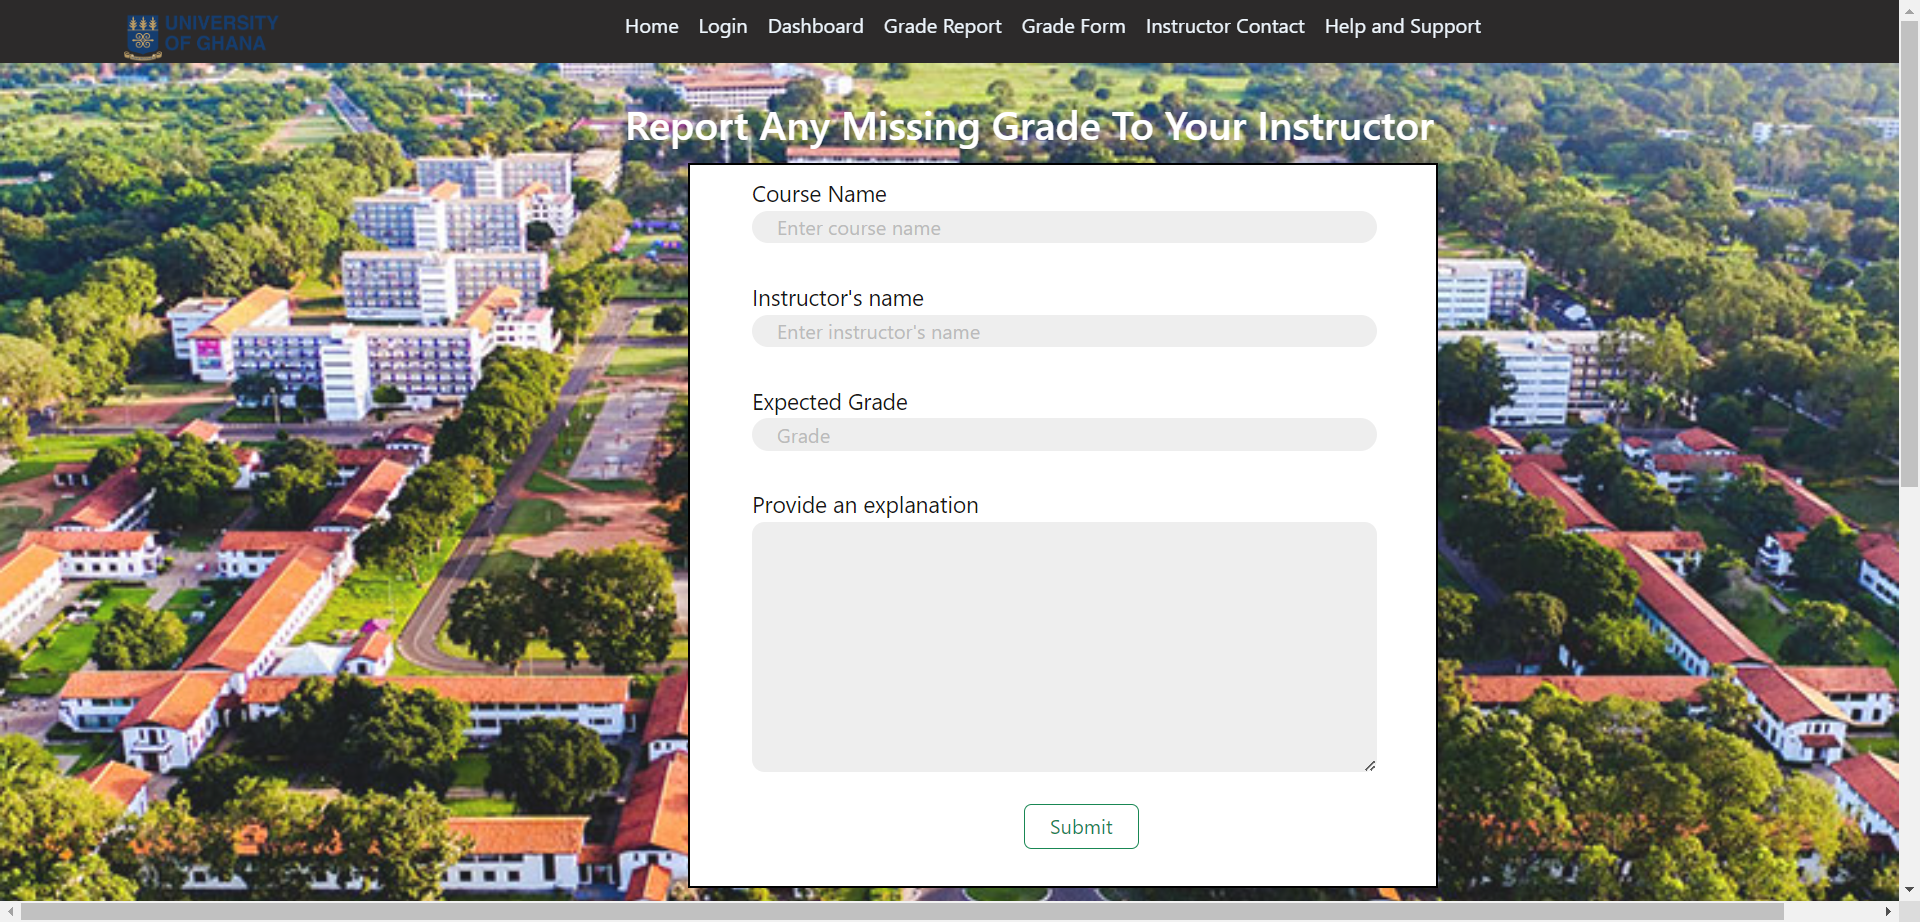 UNIVERSITY
OF GHANA
Home Login Dashboard Grade Report Grade Form Instructor Contact Help and Support
Report Any Missing Grade To Your Instructor
Course Name
Enter course name
Instructor's name
Enter instructor's name
Expected Grade
Grade
Provide an explanation
Submit